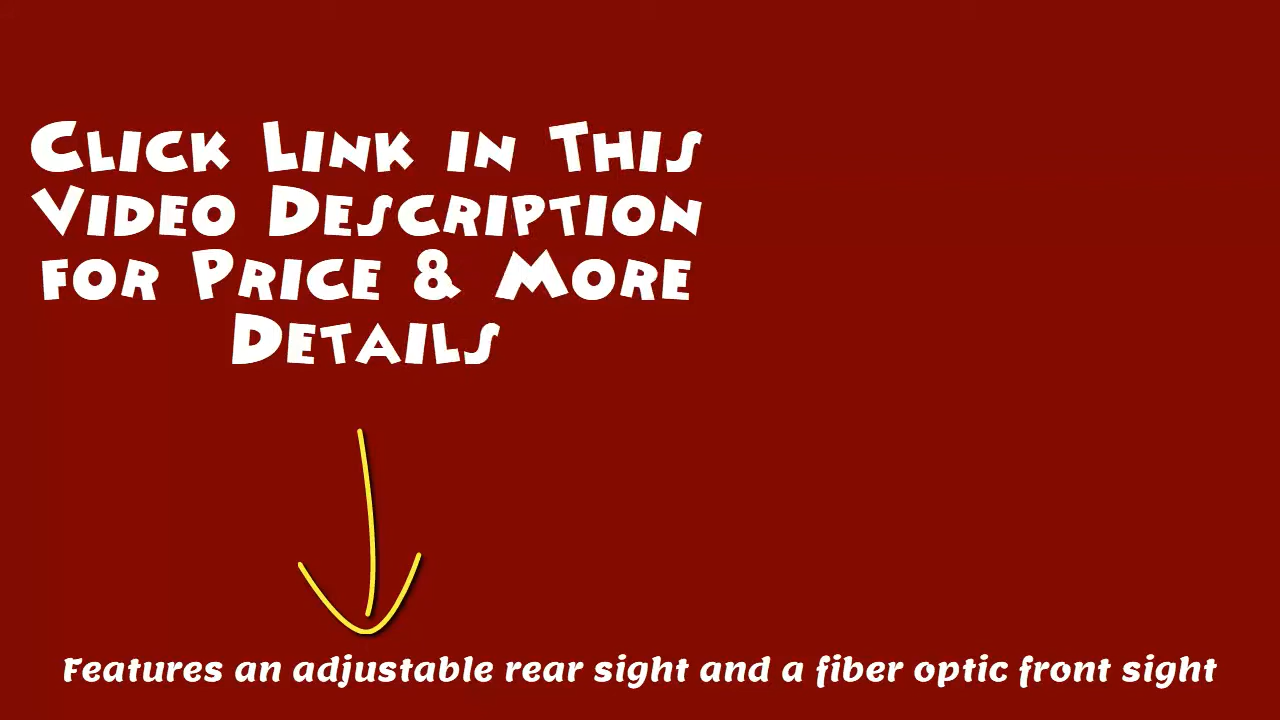 Click Link in This
Video Description
for Price & More
Details
Features an adjustable rear sight and a fiber optic front sight